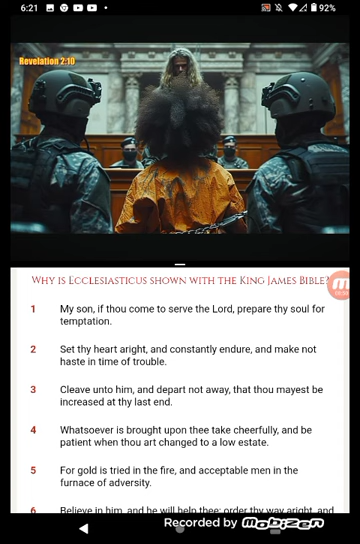 6:21
92%
Revelation 2:10
Why is Ecclesiasticus shown with the King James Bible?
1 My son, if thou come to serve the Lord, prepare thy soul for
temptation.
2 Set thy heart aright, and constantly endure, and make not
haste in time of trouble.
3 Cleave unto him, and depart not away, that thou mayest be
increased at thy last end.
4 Whatsoever is brought upon thee take cheerfully, and be
patient when thou art changed to a low estate.
5 For gold is tried in the fire, and acceptable men in the
furnace of adversity.
6 Believe in him, and he will help thee; order thy way aright, and
Recorded by mobizen